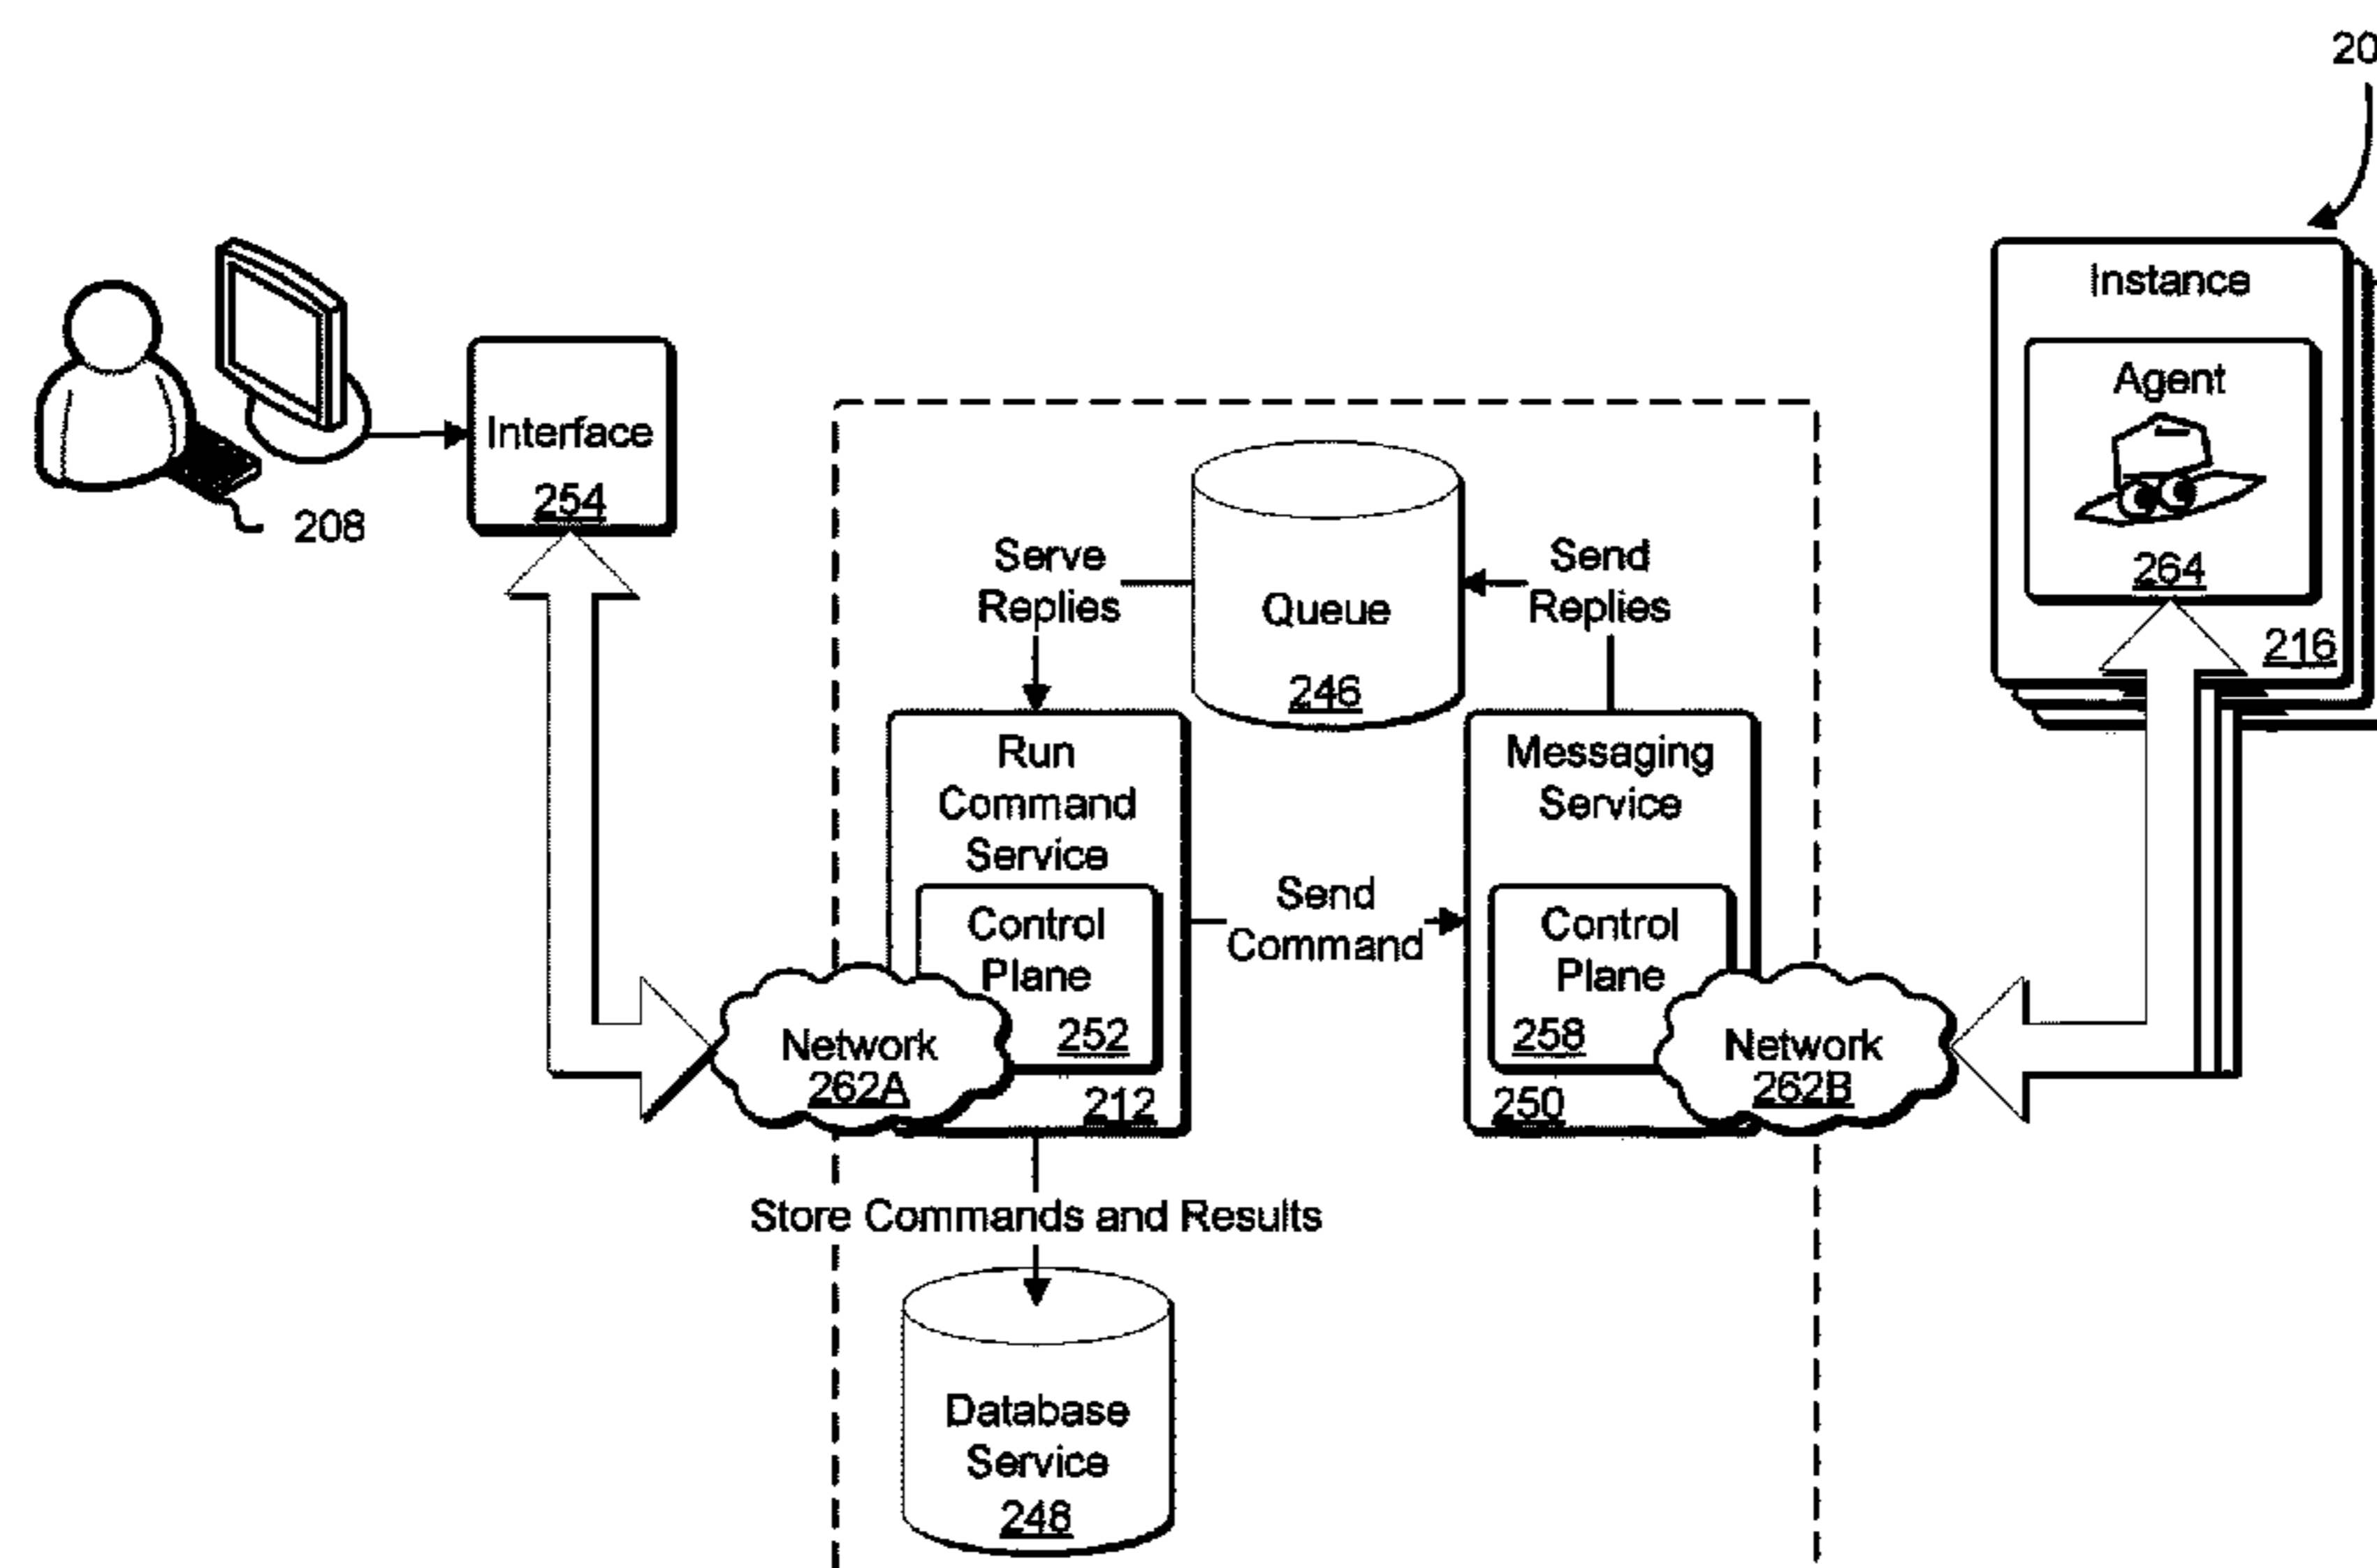 20
Instance
Agent
264
216
Interface
254
208
Serve
Replies
Queue
246
Send
Replies
Run
Command
Service
Control
Plane
252
212
Send
Command
Messaging
Service
Control
Plane
258
250
Network
262A
Network
262B
Store Commands and Results
Database
Service
248